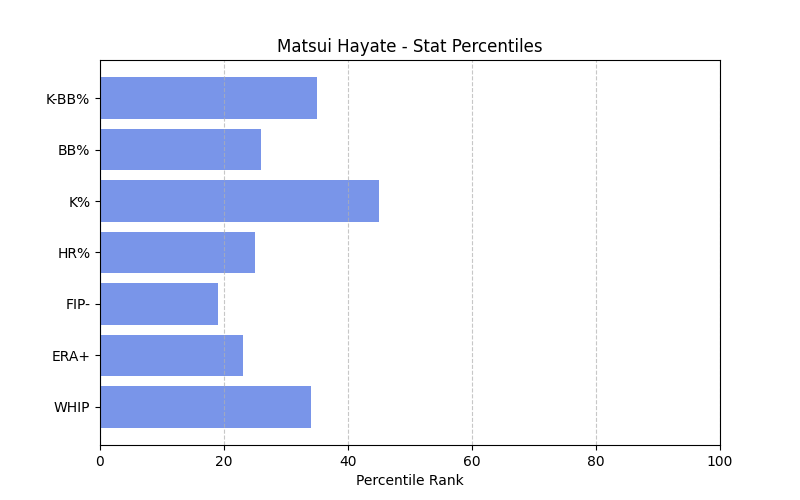 Matsui Hayate - Stat Percentiles
K-BB%
BB%
K%
HR%
FIP-
ERA+
WHIP
0 20 40 60 80 100
Percentile Rank